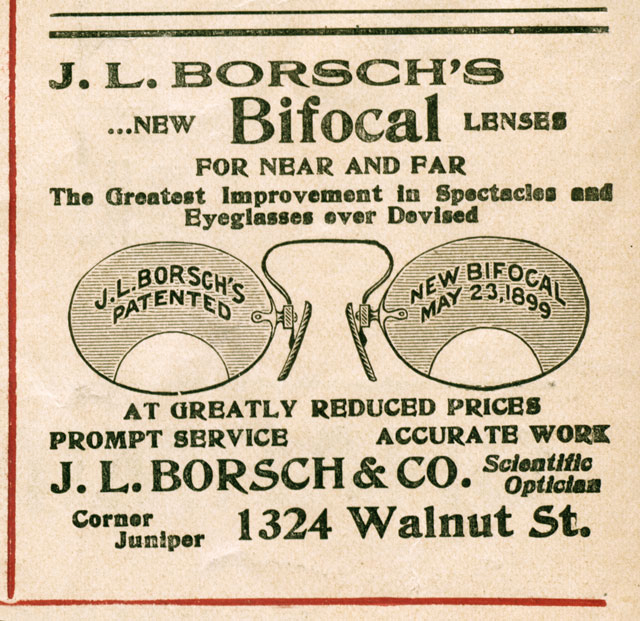 J. L. BORSCH'S
...NEW Bifocal LENSES
FOR NEAR AND FAR
The Greatest Improvement in Spectacles and
Eyeglasses ever Devised
J. L. BORSCH'S
PATENTED
NEW BIFOCAL
MAY 23, 1899
AT GREATLY REDUCED PRICES
PROMPT SERVICE ACCURATE WORK
J. L. BORSCH & CO. Scientific
Optician
Corner
Juniper 1324 Walnut St.